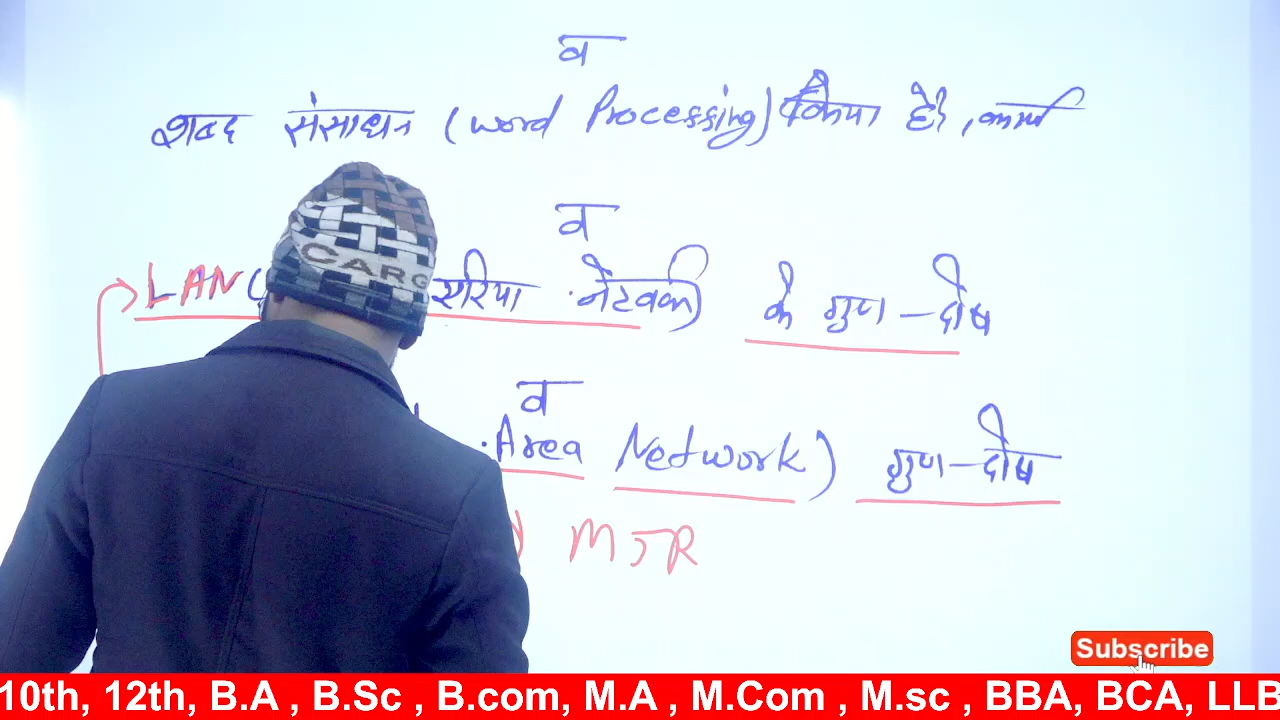 व
शब्द संसाधन (word Processing) क्रिया है, कार्य
व
LAN( एरिया नेटवर्क) के गुण-दोष
CARG
व
Area Network) गुण-दोष
MJR
Subscribe
10th, 12th, B.A , B.Sc , B.com, M.A , M.Com , M.sc , BBA, BCA, LLB